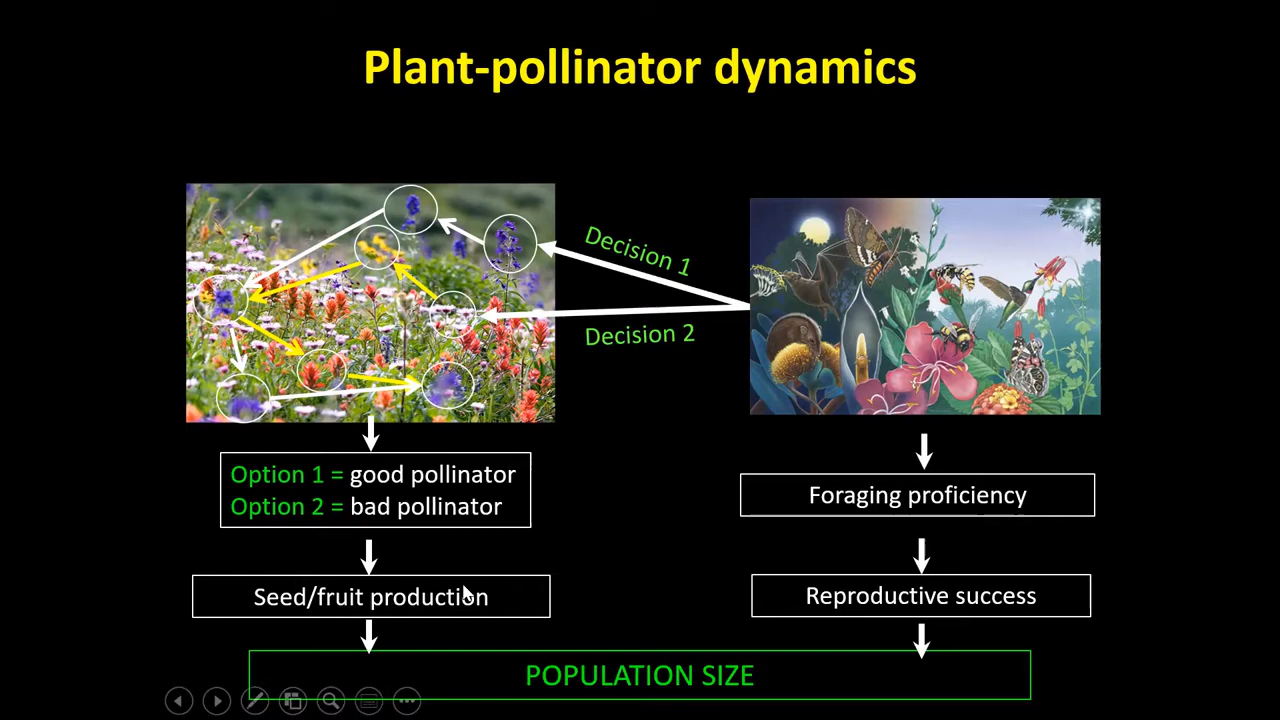 Plant-pollinator dynamics
Decision 1
Decision 2
Option 1 = good pollinator
Option 2 = bad pollinator
Foraging proficiency
Seed/fruit production
Reproductive success
POPULATION SIZE